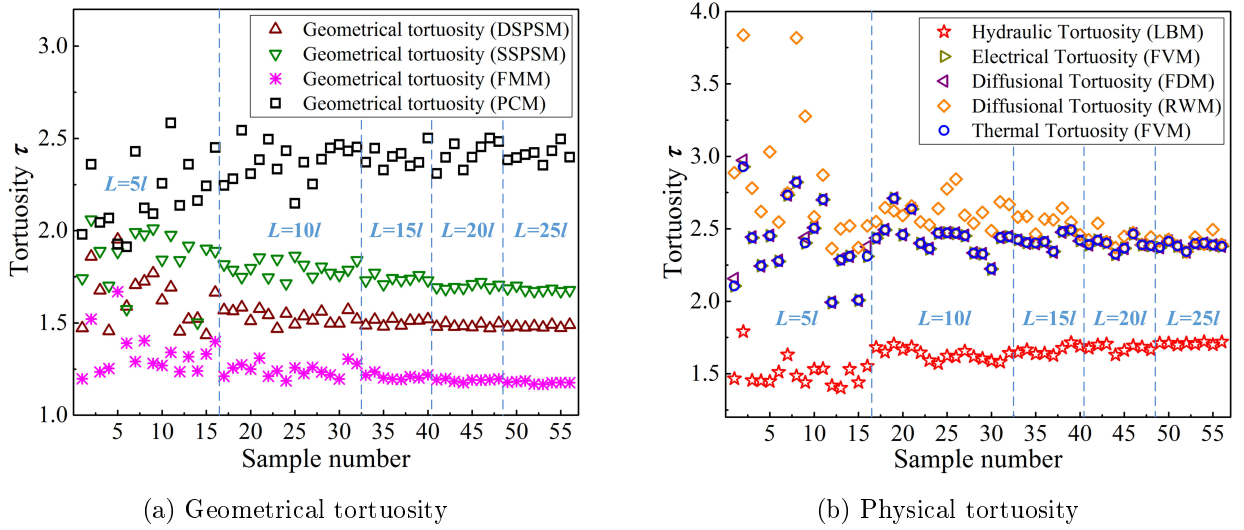 3.0
2.5
2.0
1.5
1.0
Tortuosity τ
Geometrical tortuosity (DSPSM)
Geometrical tortuosity (SSPSM)
Geometrical tortuosity (FMM)
Geometrical tortuosity (PCM)
L=5l
L=10l
L=15l
L=20l
L=25l
5 10 15 20 25 30 35 40 45 50 55
Sample number
(a) Geometrical tortuosity
4.0
3.5
3.0
2.5
2.0
1.5
Tortuosity τ
Hydraulic Tortuosity (LBM)
Electrical Tortuosity (FVM)
Diffusional Tortuosity (FDM)
Diffusional Tortuosity (RWM)
Thermal Tortuosity (FVM)
L=5l
L=10l
L=15l
L=20l
L=25l
5 10 15 20 25 30 35 40 45 50 55
Sample number
(b) Physical tortuosity